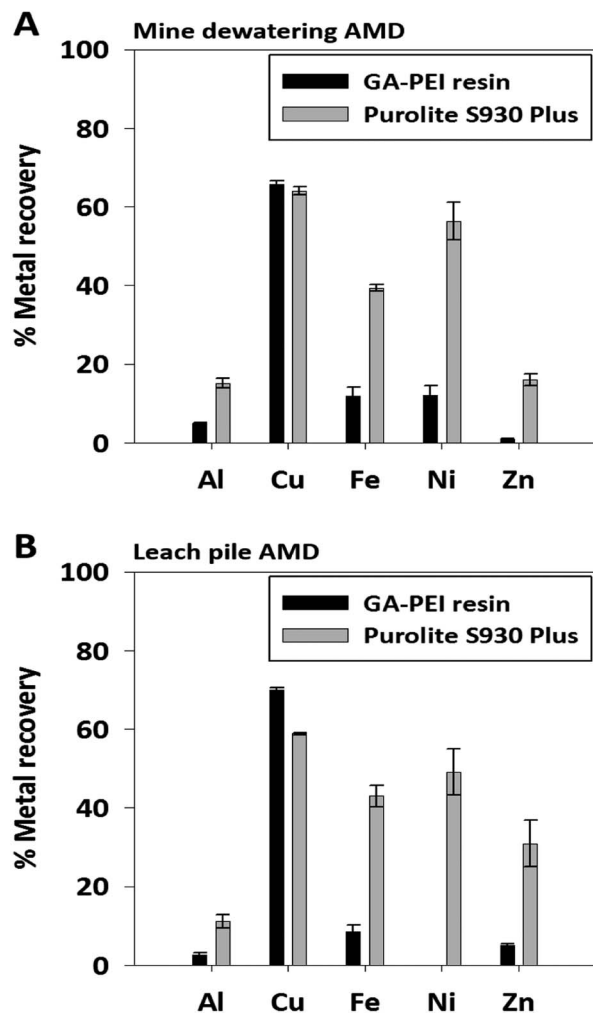 A
Mine dewatering AMD
100
80
60
40
20
0
% Metal recovery
GA-PEI resin
Purolite S930 Plus
Al Cu Fe Ni Zn
B
Leach pile AMD
100
80
60
40
20
0
% Metal recovery
GA-PEI resin
Purolite S930 Plus
Al Cu Fe Ni Zn